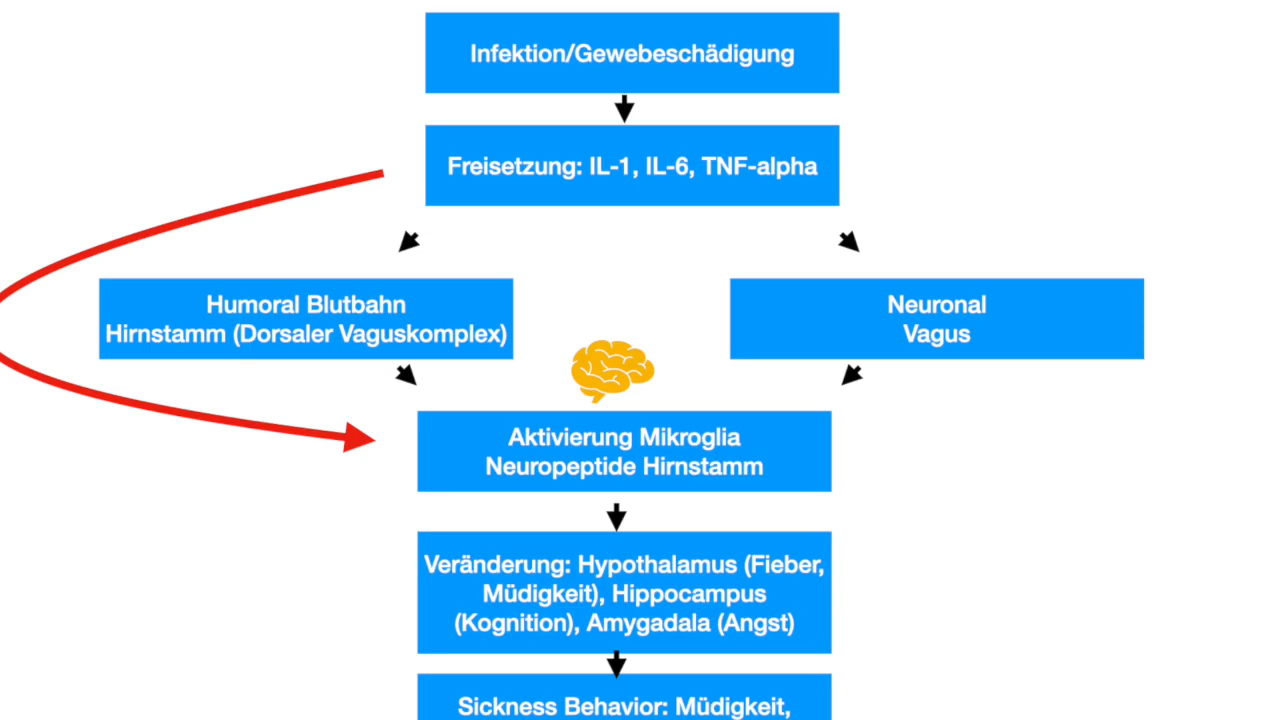 Infektion/Gewebeschädigung
Freisetzung: IL-1, IL-6, TNF-alpha
Humoral Blutbahn
Hirnstamm (Dorsaler Vaguskomplex)
Neuronal
Vagus
Aktivierung Mikroglia
Neuropeptide Hirnstamm
Veränderung: Hypothalamus (Fieber,
Müdigkeit), Hippocampus
(Kognition), Amygadala (Angst)
Sickness Behavior: Müdigkeit,